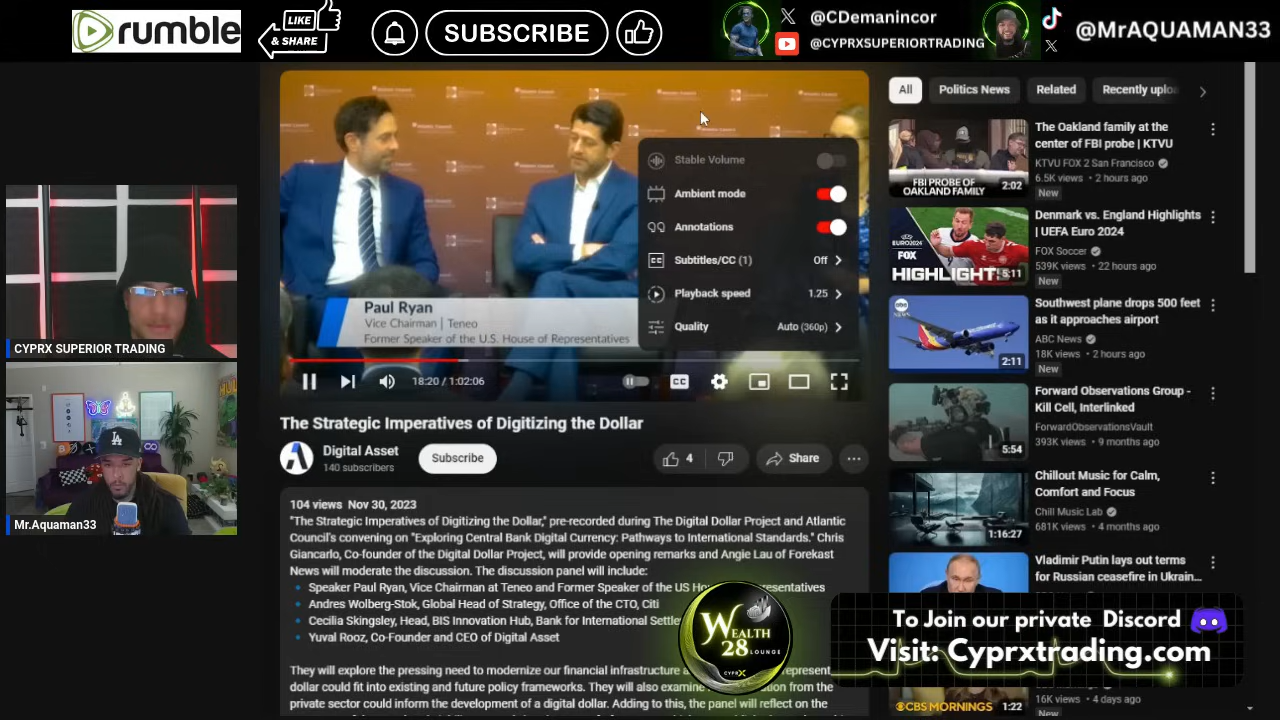 rumble
LIKE
& SHARE
SUBSCRIBE
@CDemanincor
@CYPRXSUPERIORTRADING
@MrAQUAMAN33
CYPRX SUPERIOR TRADING
Mr.Aquaman33
Stable Volume
Ambient mode
Annotations
Subtitles/CC (1) Off
Playback speed 1.25
Quality Auto (360p)
Paul Ryan
Vice Chairman | Teneo
Former Speaker of the U.S. House of Representatives
18:20 / 1:02:06
CC
The Strategic Imperatives of Digitizing the Dollar
Digital Asset
140 subscribers
Subscribe
4
Share
104 views Nov 30, 2023
"The Strategic Imperatives of Digitizing the Dollar," pre-recorded during The Digital Dollar Project and Atlantic
Council's convening on "Exploring Central Bank Digital Currency: Pathways to International Standards." Chris
Giancarlo, Co-founder of the Digital Dollar Project, will provide opening remarks and Angie Lau of Forekast
News will moderate the discussion. The discussion panel will include:
Speaker Paul Ryan, Vice Chairman at Teneo and Former Speaker of the US Representatives
Andres Wolberg-Stok, Global Head of Strategy, Office of the CTO, Citi
Cecilia Skingsley, Head, BIS Innovation Hub, Bank for International
Yuval Rooz, Co-Founder and CEO of Digital Asset
They will explore the pressing need to modernize our financial infrastructure
dollar could fit into existing and future policy frameworks. They will also examine from the
private sector could inform the development of a digital dollar. Adding to this, the panel will reflect on the
All
Politics News
Related
Recently
The Oakland family at the
center of FBI probe | KTVU
KTVU FOX 2 San Francisco
6.5K views • 2 hours ago
New
FBI PROBE OF
OAKLAND FAMILY
2:02
Denmark vs. England Highlights
| UEFA Euro 2024
FOX Soccer
539K views • 22 hours ago
New
EURO2024
FOX
HIGHLIGHTS
5:11
Southwest plane drops 500 feet
as it approaches airport
ABC News
18K views • 2 hours ago
New
2:11
Forward Observations Group -
Kill Cell, Interlinked
ForwardObservationsVault
393K views • 9 months ago
5:54
Chillout Music for Calm,
Comfort and Focus
Chill Music Lab
681K views • 4 months ago
1:16:27
Vladimir Putin lays out terms
for Russian ceasefire in Ukrain...
WEALTH
28
LOUNGE
CYPRX
To Join our private Discord
Visit: Cyprxtrading.com
CBS MORNINGS
1:22
16K views • 4 days ago
New